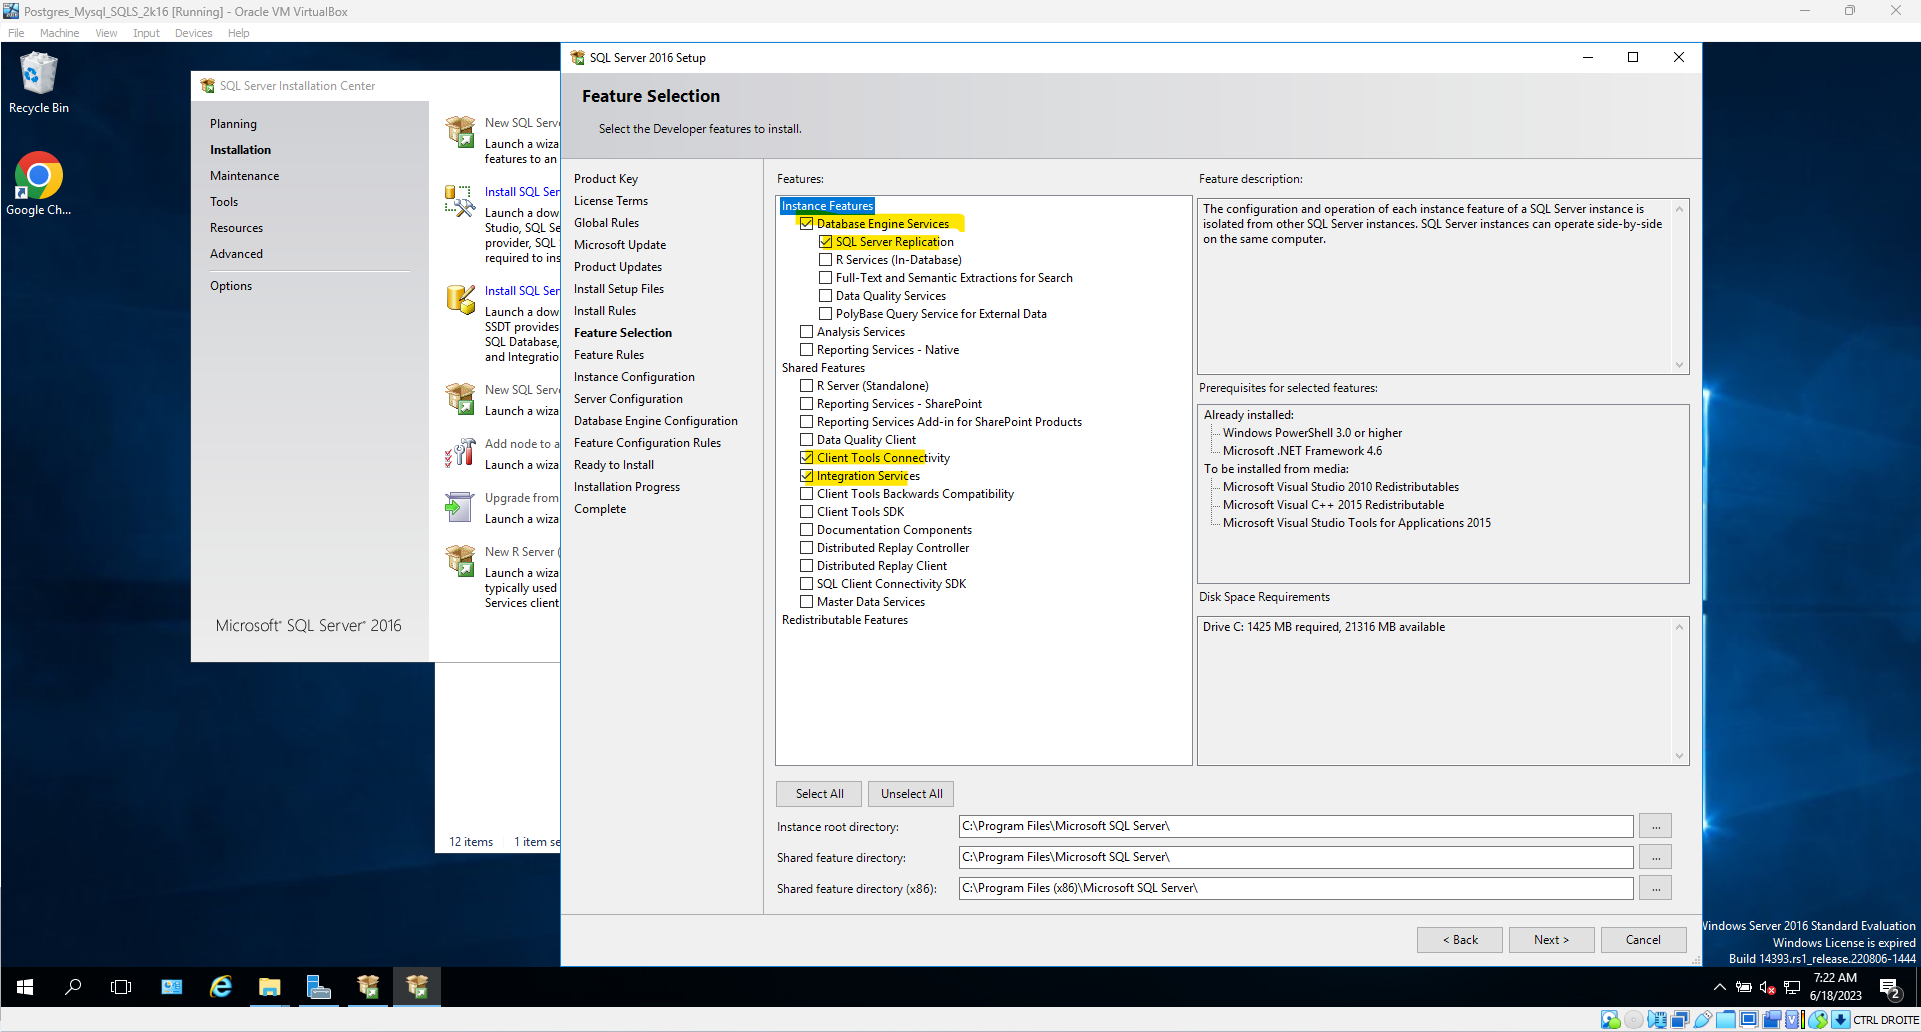 Postgres_Mysql_SQLS_2k16 [Running] - Oracle VM VirtualBox
File Machine View Input Devices Help
Recycle Bin
Google Ch...
SQL Server Installation Center
Planning
Installation
Maintenance
Tools
Resources
Advanced
Options
Microsoft® SQL Server® 2016
New SQL Serve
Launch a wiza
features to an
Install SQL Ser
Launch a dow
Studio, SQL Se
provider, SQL
required to ins
Install SQL Ser
Launch a dow
SSDT provides
SQL Database,
and Integratio
New SQL Serve
Launch a wiza
Add node to a
Launch a wiza
Upgrade from
Launch a wiza
New R Server (
Launch a wiza
typically used
Services client
12 items 1 item se
SQL Server 2016 Setup
Feature Selection
Select the Developer features to install.
Product Key
License Terms
Global Rules
Microsoft Update
Product Updates
Install Setup Files
Install Rules
Feature Selection
Feature Rules
Instance Configuration
Server Configuration
Database Engine Configuration
Feature Configuration Rules
Ready to Install
Installation Progress
Complete
Features:
Instance Features
Database Engine Services
SQL Server Replication
R Services (In-Database)
Full-Text and Semantic Extractions for Search
Data Quality Services
PolyBase Query Service for External Data
Analysis Services
Reporting Services - Native
Shared Features
R Server (Standalone)
Reporting Services - SharePoint
Reporting Services Add-in for SharePoint Products
Data Quality Client
Client Tools Connectivity
Integration Services
Client Tools Backwards Compatibility
Client Tools SDK
Documentation Components
Distributed Replay Controller
Distributed Replay Client
SQL Client Connectivity SDK
Master Data Services
Redistributable Features
Feature description:
The configuration and operation of each instance feature of a SQL Server instance is
isolated from other SQL Server instances. SQL Server instances can operate side-by-side
on the same computer.
Prerequisites for selected features:
Already installed:
Windows PowerShell 3.0 or higher
Microsoft .NET Framework 4.6
To be installed from media:
Microsoft Visual Studio 2010 Redistributables
Microsoft Visual C++ 2015 Redistributable
Microsoft Visual Studio Tools for Applications 2015
Disk Space Requirements
Drive C: 1425 MB required, 21316 MB available
Select All Unselect All
Instance root directory: C:\Program Files\Microsoft SQL Server\ ...
Shared feature directory: C:\Program Files\Microsoft SQL Server\ ...
Shared feature directory (x86): C:\Program Files (x86)\Microsoft SQL Server\ ...
< Back Next > Cancel
Windows Server 2016 Standard Evaluation
Windows License is expired
Build 14393.rs1_release.220806-1444
7:22 AM
6/18/2023
2
CTRL DROITE